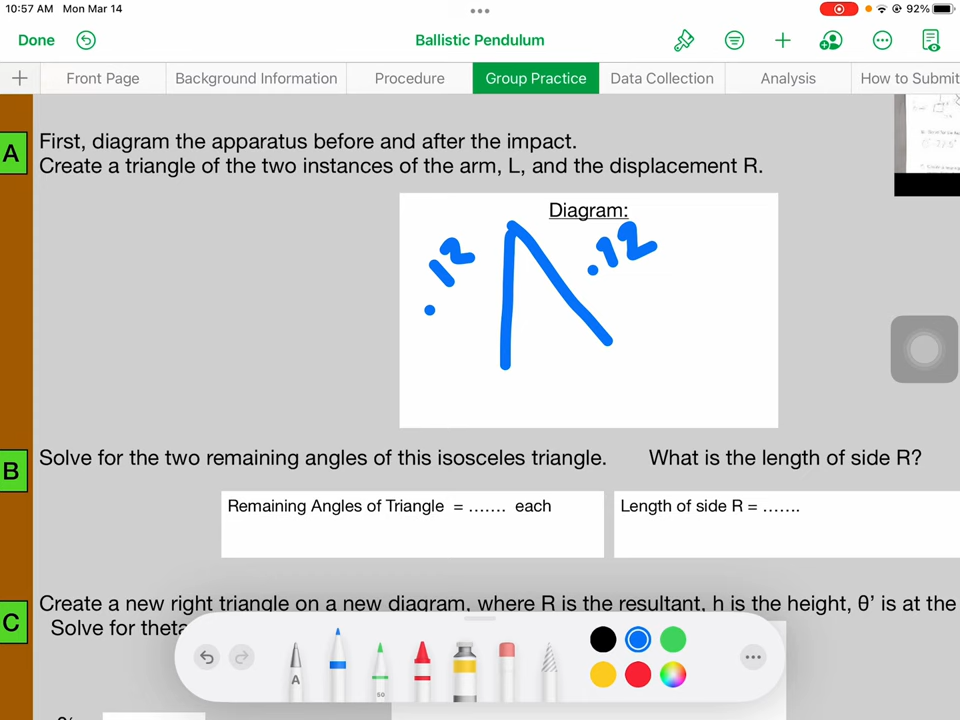 10:57 AM Mon Mar 14
92%
Done
Ballistic Pendulum
Front Page
Background Information
Procedure
Group Practice
Data Collection
Analysis
How to Submit
A
First, diagram the apparatus before and after the impact.
Create a triangle of the two instances of the arm, L, and the displacement R.
Diagram:
.12
.12
B
Solve for the two remaining angles of this isosceles triangle.
What is the length of side R?
Remaining Angles of Triangle = ....... each
Length of side R = .......
C
Create a new right triangle on a new diagram, where R is the resultant, h is the height, θ' is at the
Solve for theta
A
50